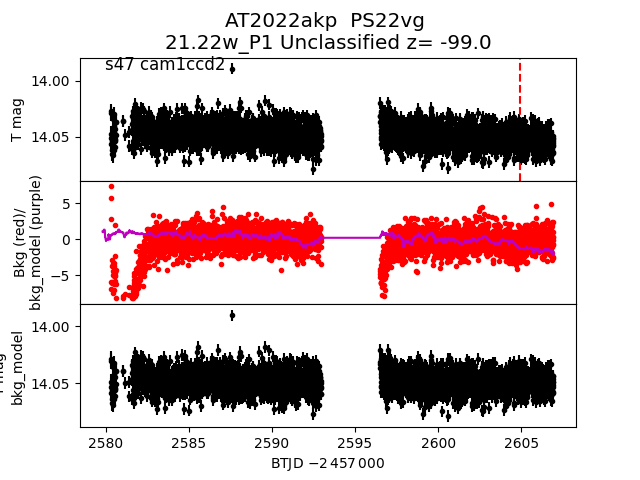 AT2022akp  PS22vg
21.22w_P1 Unclassified z= -99.0
s47 cam1ccd2
14.00
14.05
T mag
5
0
−5
Bkg (red)/
bkg_model (purple)
14.00
14.05
bkg_model
2580
2585
2590
2595
2600
2605
BTJD −2 457 000